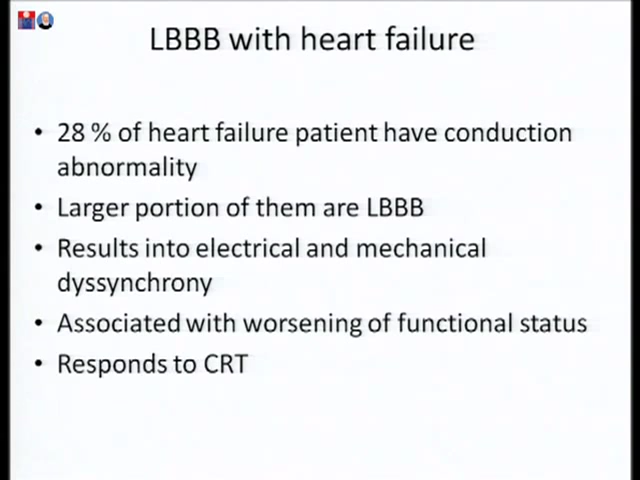 LBBB with heart failure
• 28 % of heart failure patient have conduction
abnormality
• Larger portion of them are LBBB
• Results into electrical and mechanical
dyssynchrony
• Associated with worsening of functional status
• Responds to CRT